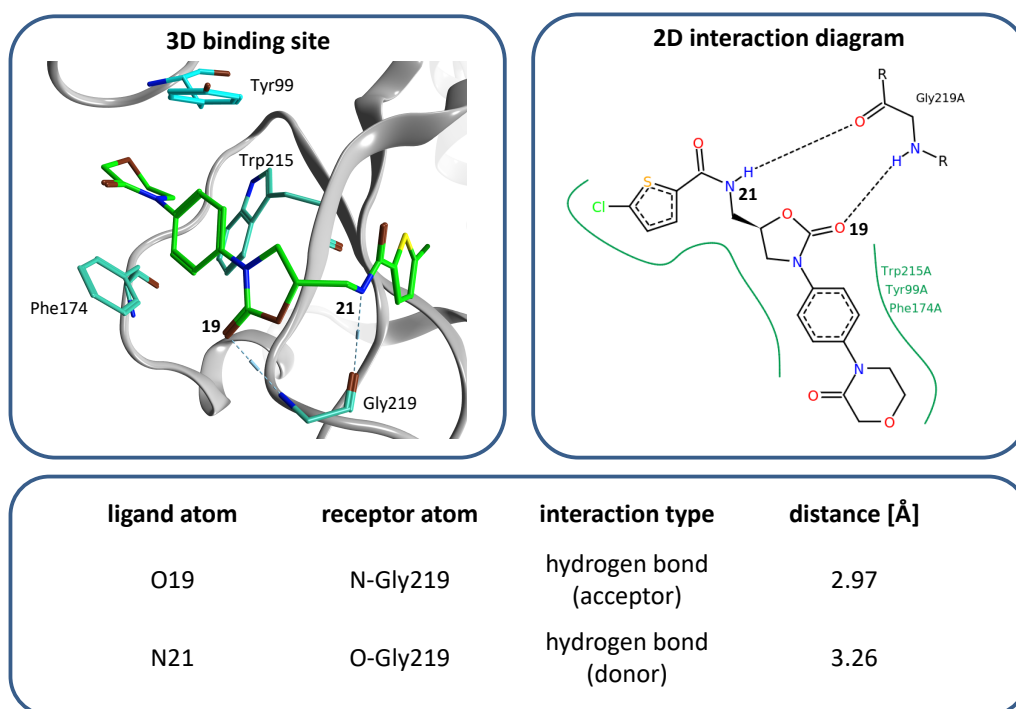 3D binding site
Tyr99
Trp215
Phe174
19
21
Gly219
2D interaction diagram
R
Gly219A
O
O
H
H
N
R
S
N
21
Cl
O
O
19
N
Trp215A
Tyr99A
Phe174A
N
O
O
ligand atom receptor atom interaction type distance [Å]
O19 N-Gly219 hydrogen bond (acceptor) 2.97
N21 O-Gly219 hydrogen bond (donor) 3.26